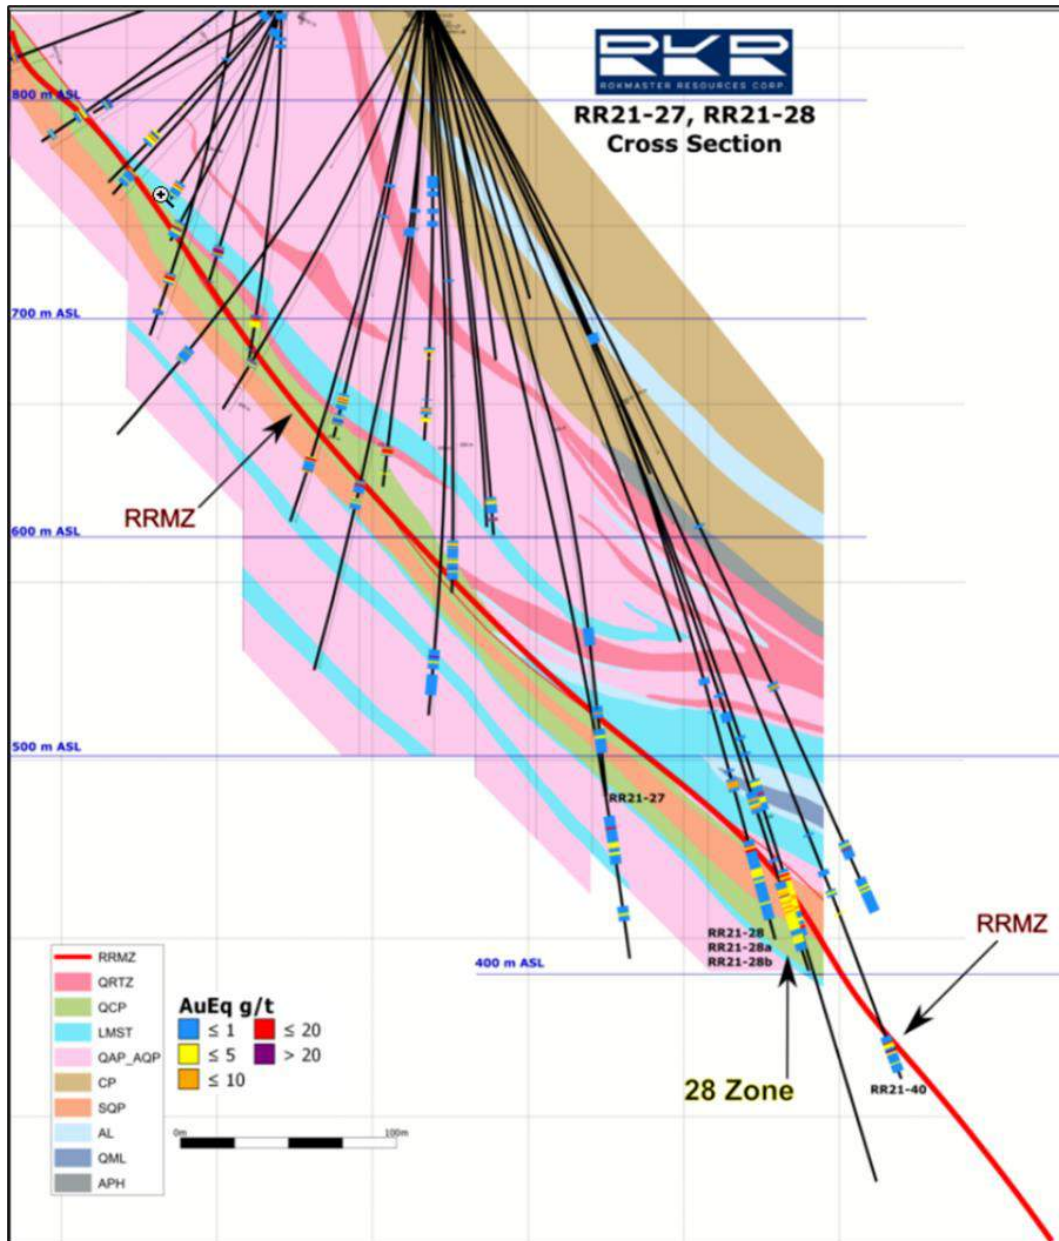 RKR
ROKMASTER RESOURCES CORP.
RR21-27, RR21-28
Cross Section
800 m ASL
700 m ASL
RRMZ
600 m ASL
500 m ASL
RR21-27
RR21-28
RR21-28a
RR21-28b
RRMZ
400 m ASL
28 Zone
RR21-40
RRMZ
QRTZ
QCP
LMST
QAP_AQP
CP
SQP
AL
QML
APH
AuEq g/t
≤ 1
≤ 20
≤ 5
> 20
≤ 10
0m
100m